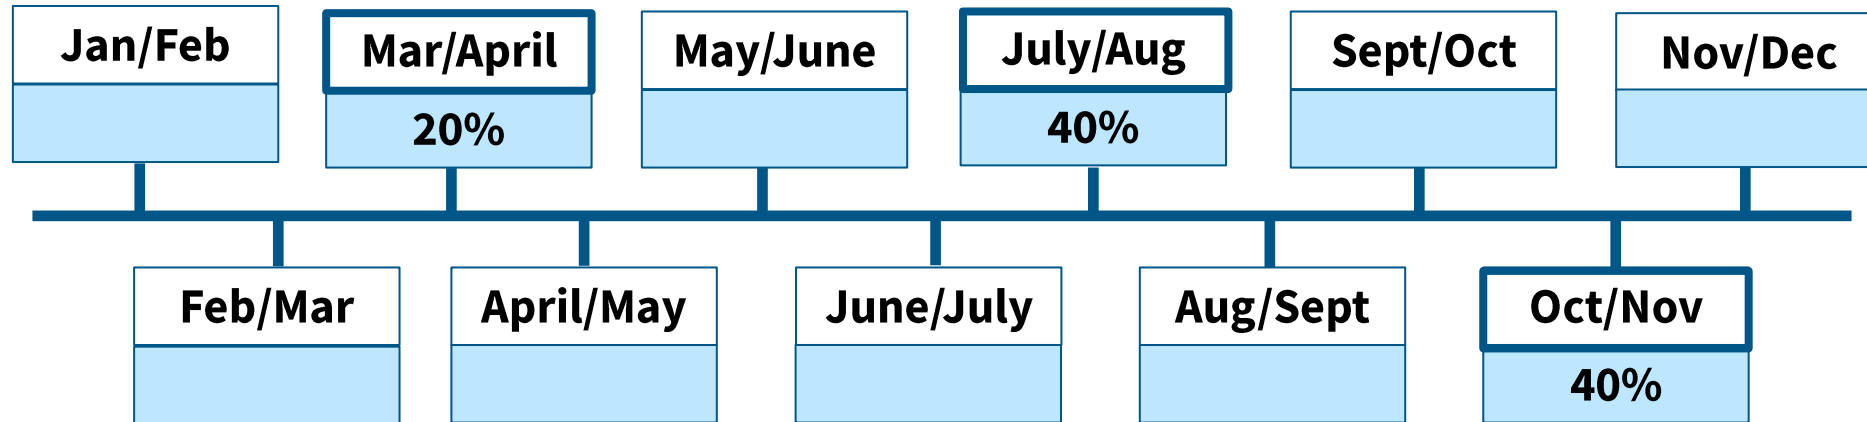 Jan/Feb
Mar/April
May/June
July/Aug
Sept/Oct
Nov/Dec
20%
40%
Feb/Mar
April/May
June/July
Aug/Sept
Oct/Nov
40%